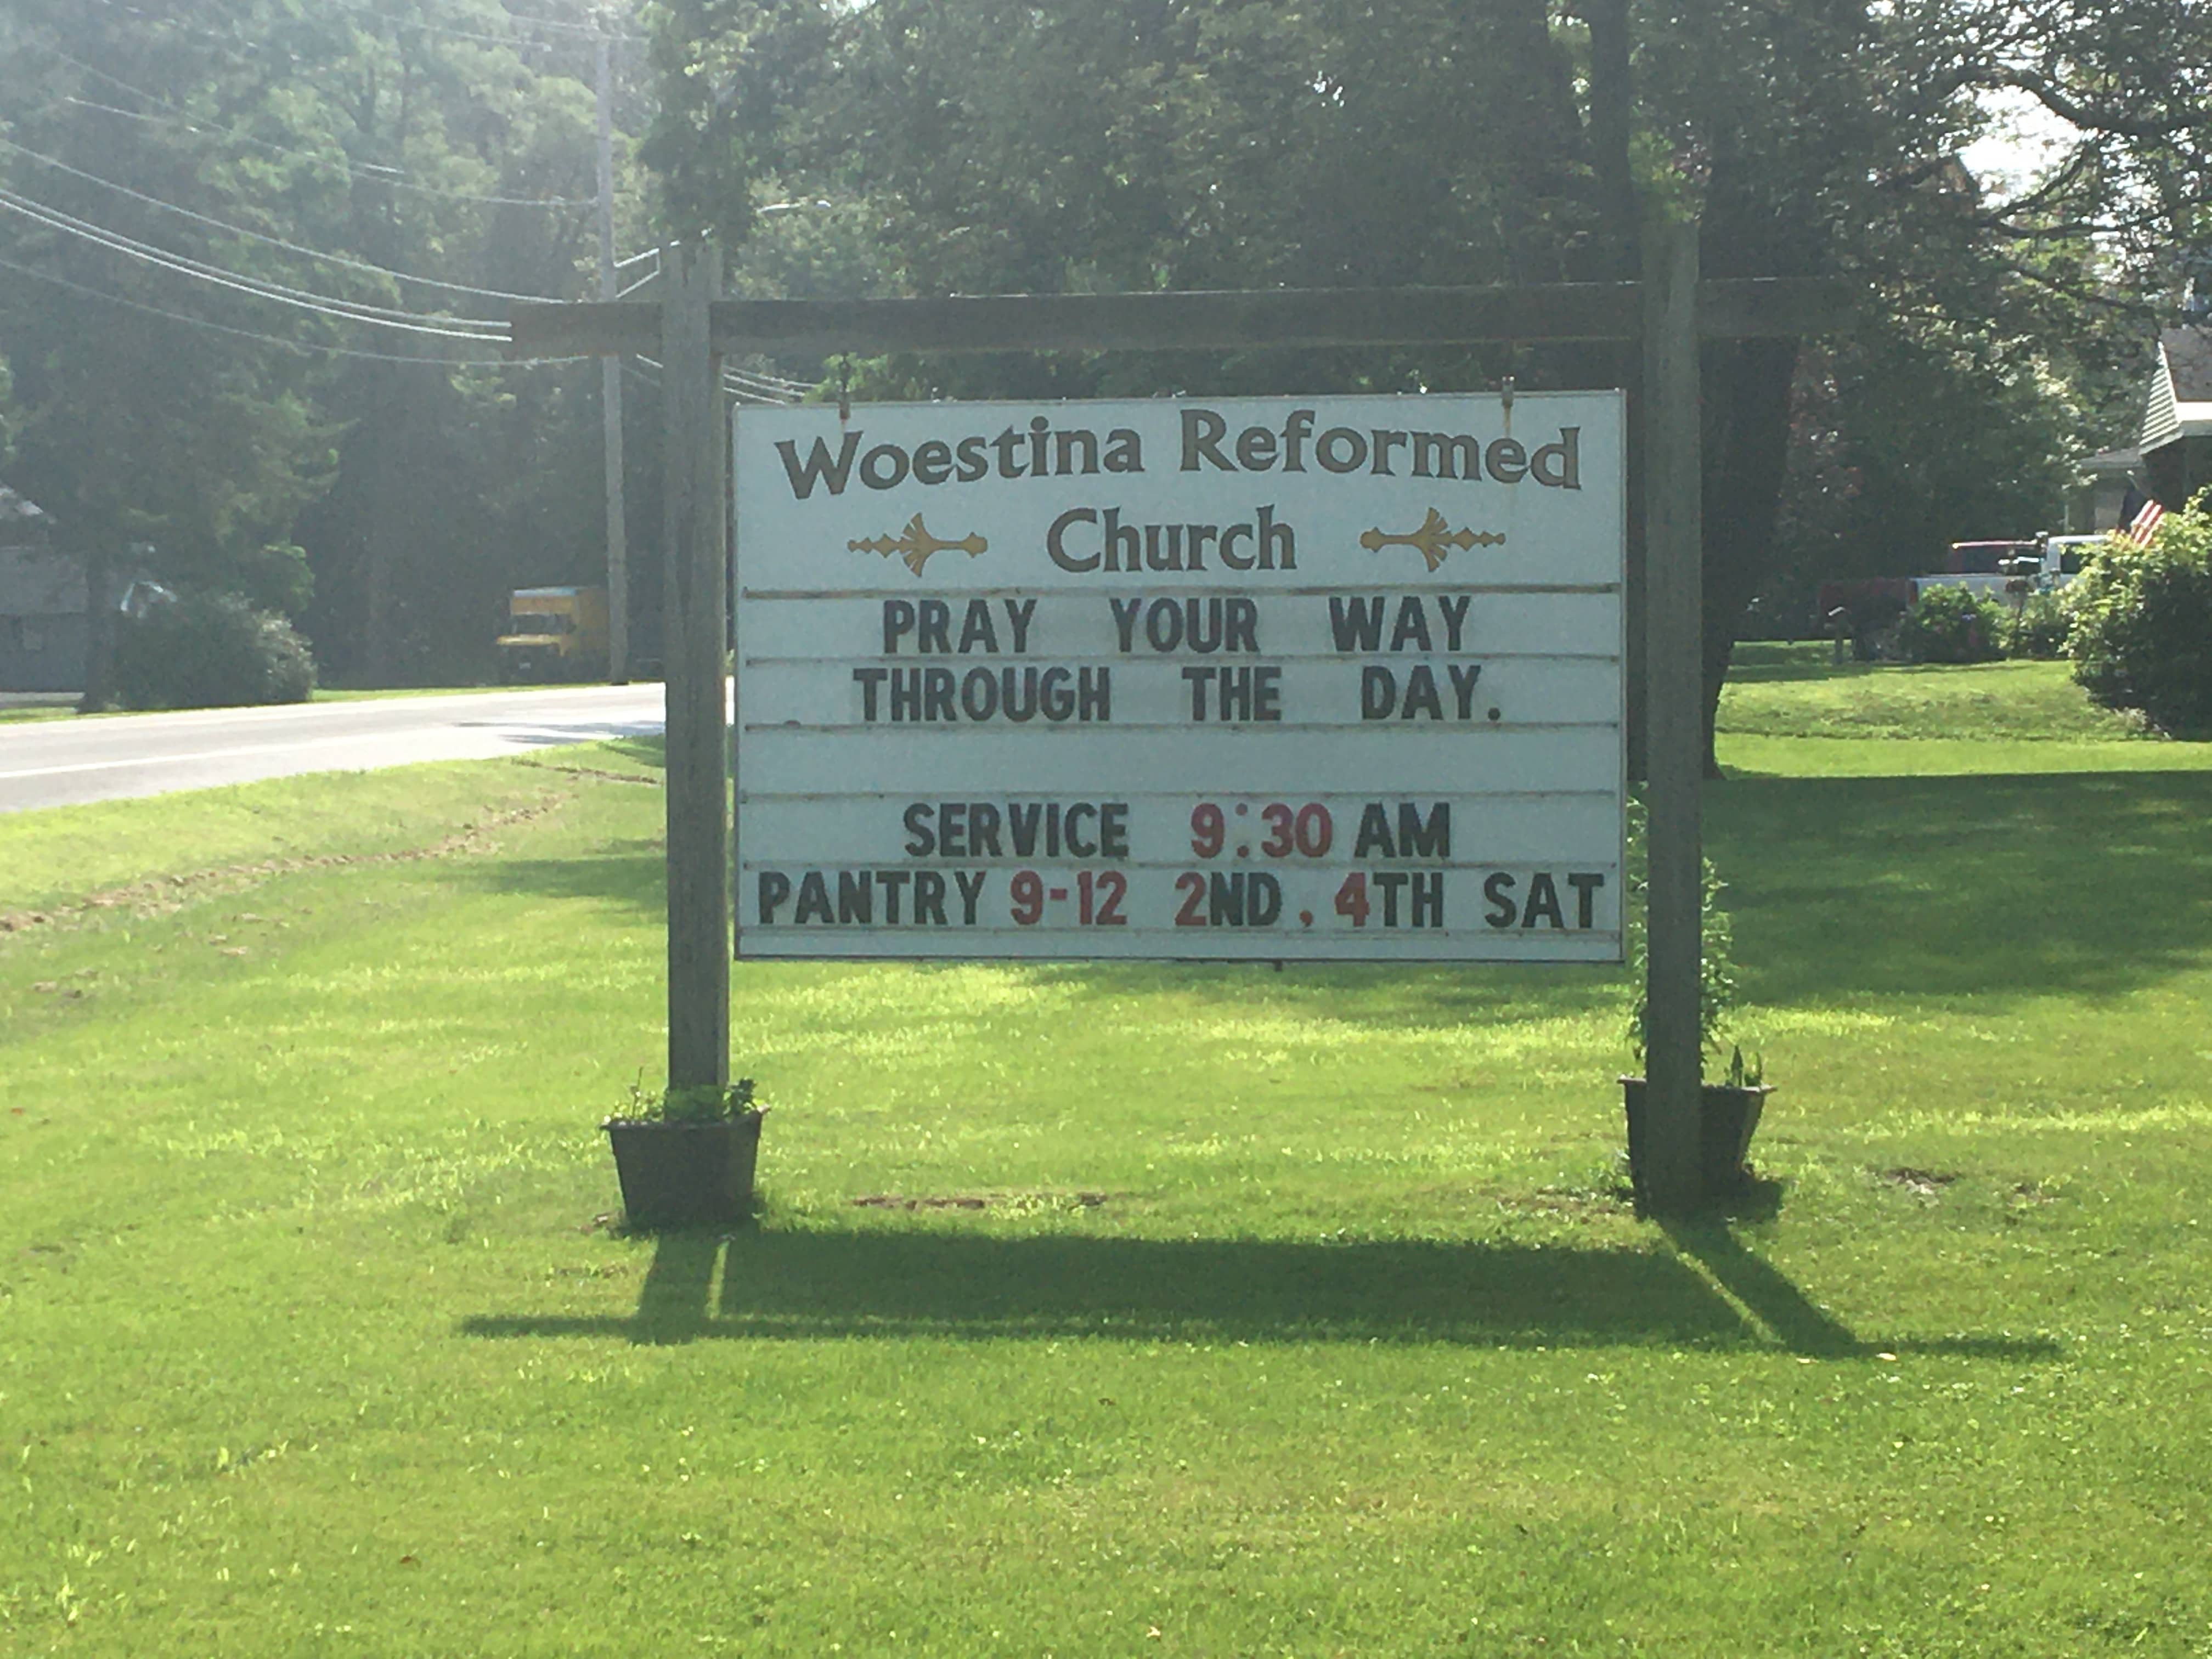 Woestina Reformed
Church
PRAY YOUR WAY
THROUGH THE DAY.
SERVICE 9:30 AM
PANTRY 9-12 2ND, 4TH SAT